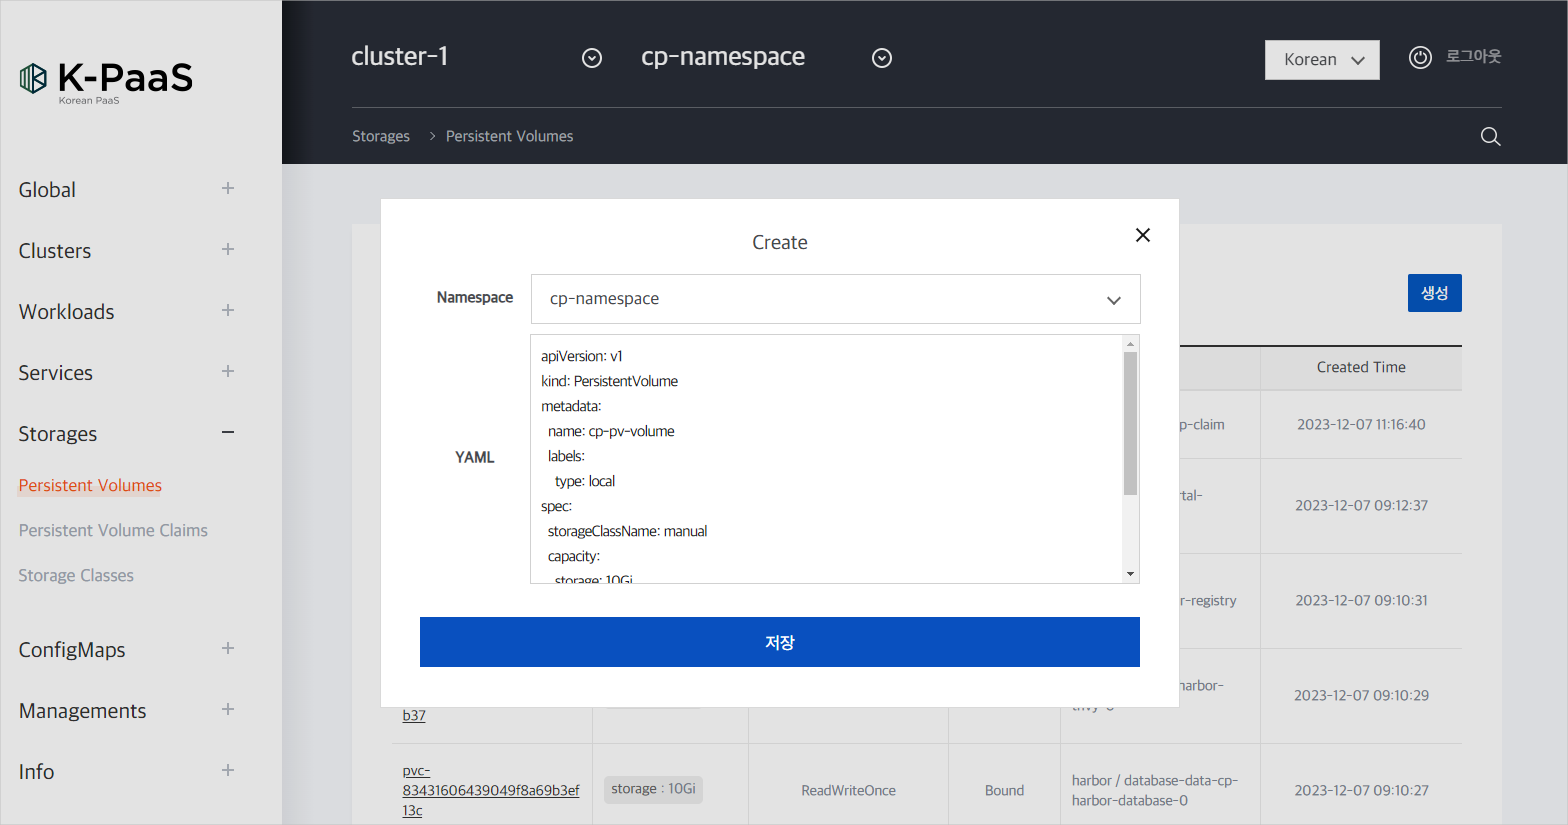 K-PaaS
Korean PaaS
cluster-1
cp-namespace
Korean
로그아웃
Storages > Persistent Volumes
Global
Clusters
Workloads
Services
Storages
Persistent Volumes
Persistent Volume Claims
Storage Classes
ConfigMaps
Managements
Info
Create
Namespace
cp-namespace
YAML
apiVersion: v1
kind: PersistentVolume
metadata:
name: cp-pv-volume
labels:
type: local
spec:
storageClassName: manual
capacity:
storage: 10Gi
저장
생성
Created Time
p-claim
2023-12-07 11:16:40
rtal-
2023-12-07 09:12:37
r-registry
2023-12-07 09:10:31
harbor-
2023-12-07 09:10:29
b37
pvc-
83431606439049f8a69b3ef
13c
storage : 10Gi
ReadWriteOnce
Bound
harbor / database-data-cp-
harbor-database-0
2023-12-07 09:10:27